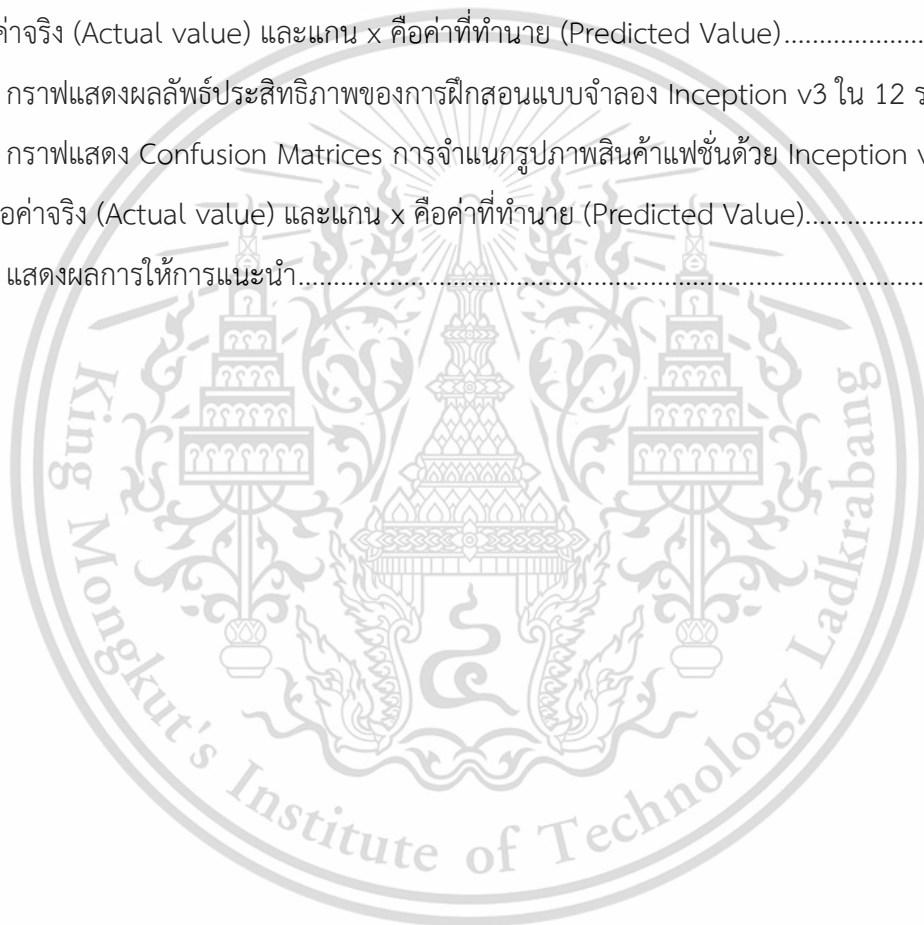 ค่าจริง (Actual value) และแกน x คือค่าที่ทำนาย (Predicted Value)....................
กราฟแสดงผลลัพธ์ประสิทธิภาพของการฝึกสอนแบบจำลอง Inception v3 ใน 12
กราฟแสดง Confusion Matrices การจำแนกรูปภาพสินค้าแฟชั่นด้วย Inception
อค่าจริง (Actual value) และแกน x คือค่าที่ทำนาย (Predicted Value).................
แสดงผลการให้การแนะนำ..........................................................................................
King Mongkut's Institute of Technology Ladkrabang